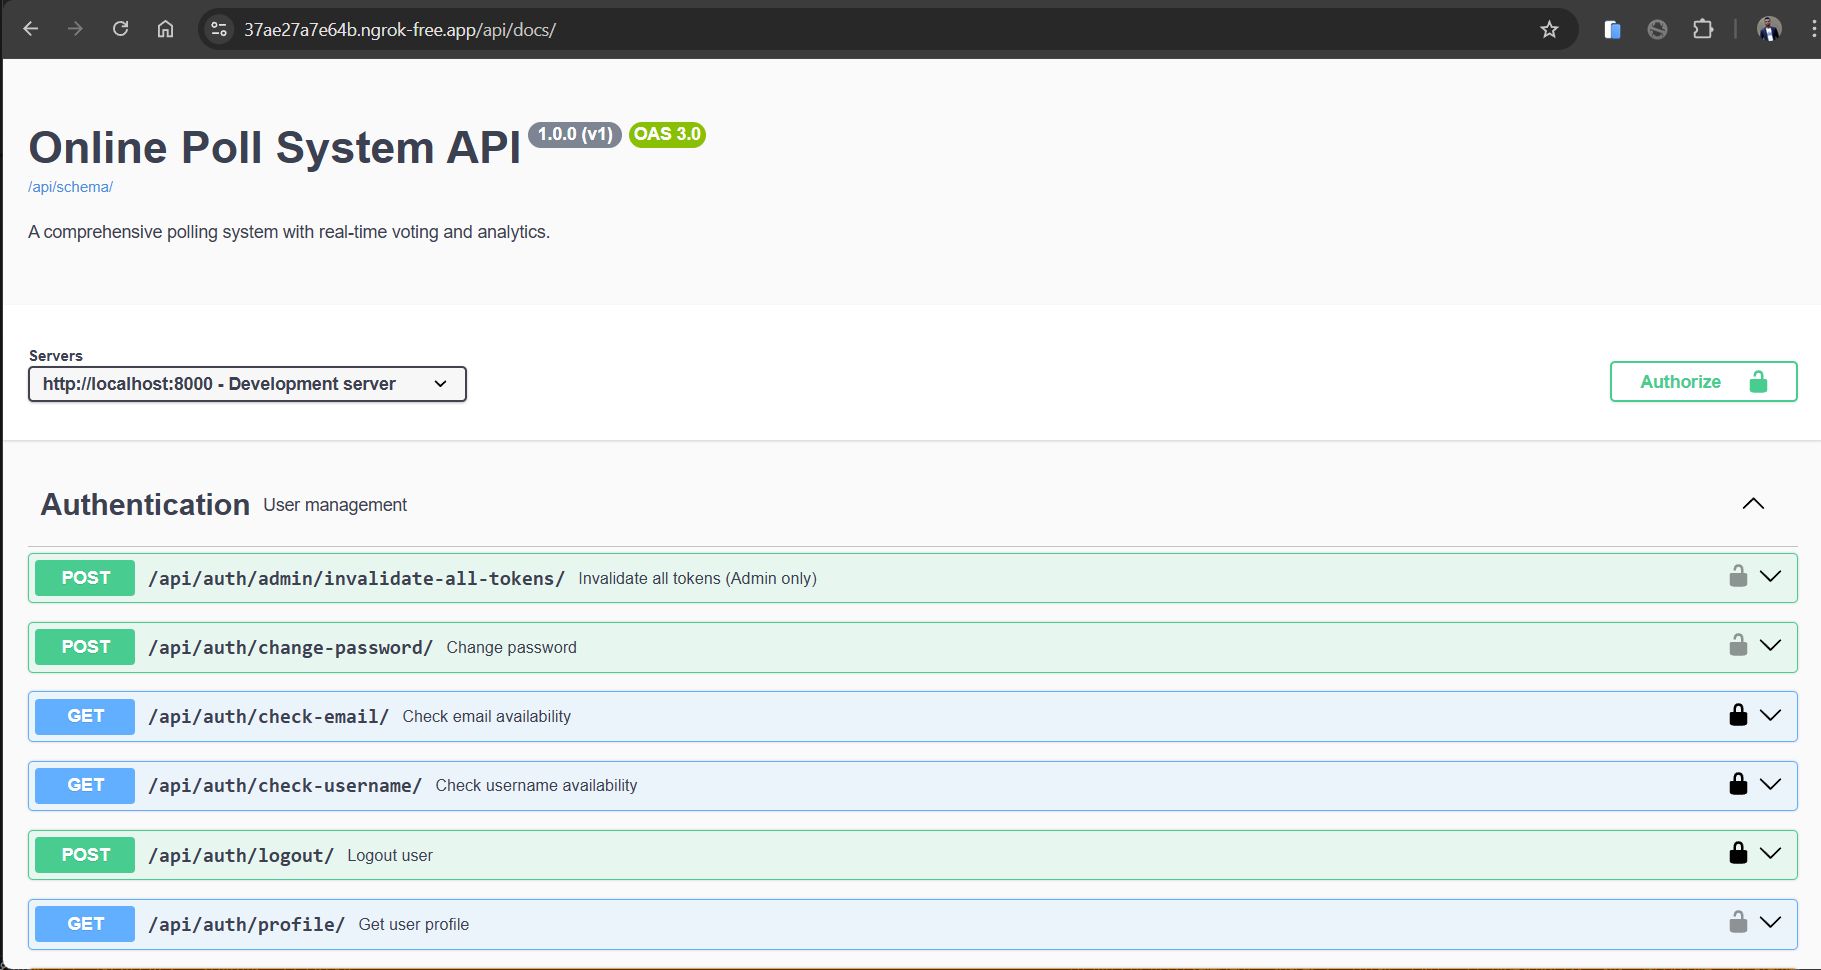 37ae27a7e64b.ngrok-free.app/api/docs/
Online Poll System API 1.0.0 (v1) OAS 3.0
/api/schema/
A comprehensive polling system with real-time voting and analytics.
Servers
http://localhost:8000 - Development server
Authorize
Authentication User management
POST /api/auth/admin/invalidate-all-tokens/ Invalidate all tokens (Admin only)
POST /api/auth/change-password/ Change password
GET /api/auth/check-email/ Check email availability
GET /api/auth/check-username/ Check username availability
POST /api/auth/logout/ Logout user
GET /api/auth/profile/ Get user profile